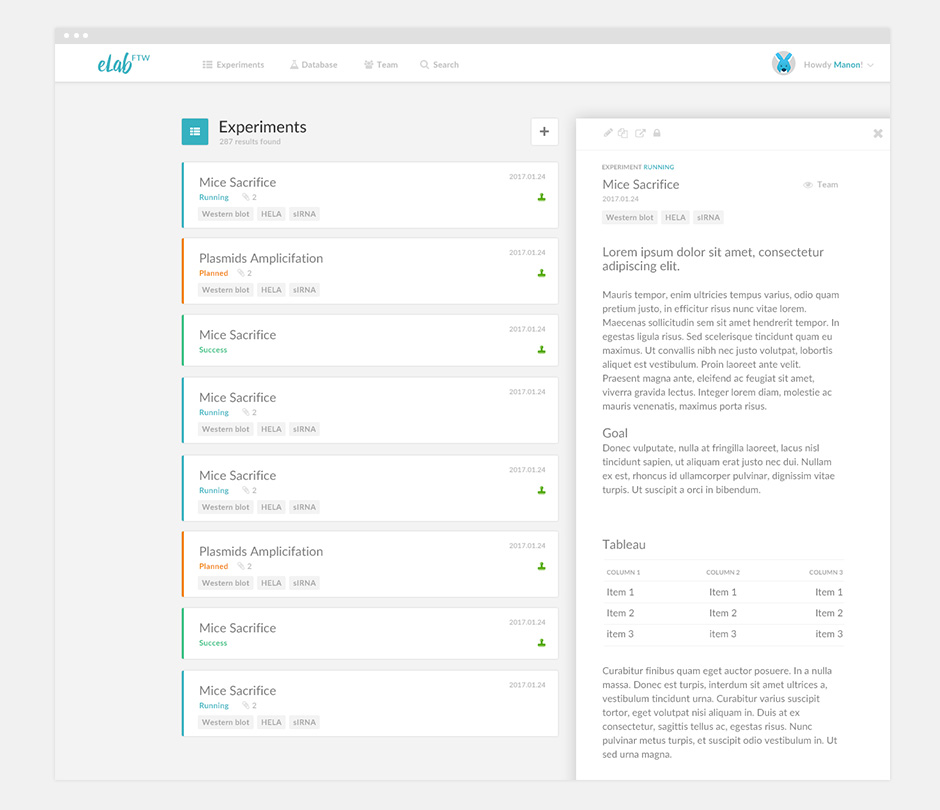 eLab FTW
Experiments Database Team Search
Howdy Manon!
Experiments
287 results found
Mice Sacrifice
2017.01.24
Running 2
Western blot HELA sIRNA
Plasmids Amplicifation
2017.01.24
Planned 2
Western blot HELA sIRNA
Mice Sacrifice
2017.01.24
Success
Mice Sacrifice
2017.01.24
Running 2
Western blot HELA sIRNA
Mice Sacrifice
2017.01.24
Running 2
Western blot HELA sIRNA
Plasmids Amplicifation
2017.01.24
Planned 2
Western blot HELA sIRNA
Mice Sacrifice
2017.01.24
Success
Mice Sacrifice
2017.01.24
Running 2
Western blot HELA sIRNA
EXPERIMENT RUNNING
Mice Sacrifice
Team
2017.01.24
Western blot HELA sIRNA
Lorem ipsum dolor sit amet, consectetur
adipiscing elit.
Mauris tempor, enim ultricies tempus varius, odio quam
pretium justo, in efficitur risus nunc vitae lorem.
Maecenas sollicitudin sem sit amet hendrerit tempor. In
egestas ligula risus. Sed scelerisque tincidunt quam eu
maximus. Ut convallis nibh nec justo volutpat, lobortis
aliquet est vestibulum. Proin laoreet ante velit.
Praesent magna ante, eleifend ac feugiat sit amet,
viverra gravida lectus. Integer lorem diam, molestie ac
mauris venenatis, maximus porta risus.
Goal
Donec vulputate, nulla at fringilla laoreet, lacus nisl
tincidunt sapien, ut aliquam erat justo nec dui. Nullam
ex est, rhoncus id ullamcorper pulvinar, dignissim vitae
turpis. Ut suscipit a orci in bibendum.
Tableau
COLUMN 1 COLUMN 2 COLUMN 3
Item 1 Item 1 Item 1
Item 2 Item 2 Item 2
item 3 item 3 item 3
Curabitur finibus quam eget auctor posuere. In a nulla
massa. Donec est turpis, interdum sit amet ultrices a,
vestibulum tincidunt urna. Curabitur varius suscipit
tortor, eget volutpat nisi aliquam in. Duis at ex
consectetur, sagittis tellus ac, egestas risus. Nunc
pulvinar metus turpis, et suscipit odio vestibulum in. Ut
sed urna magna.